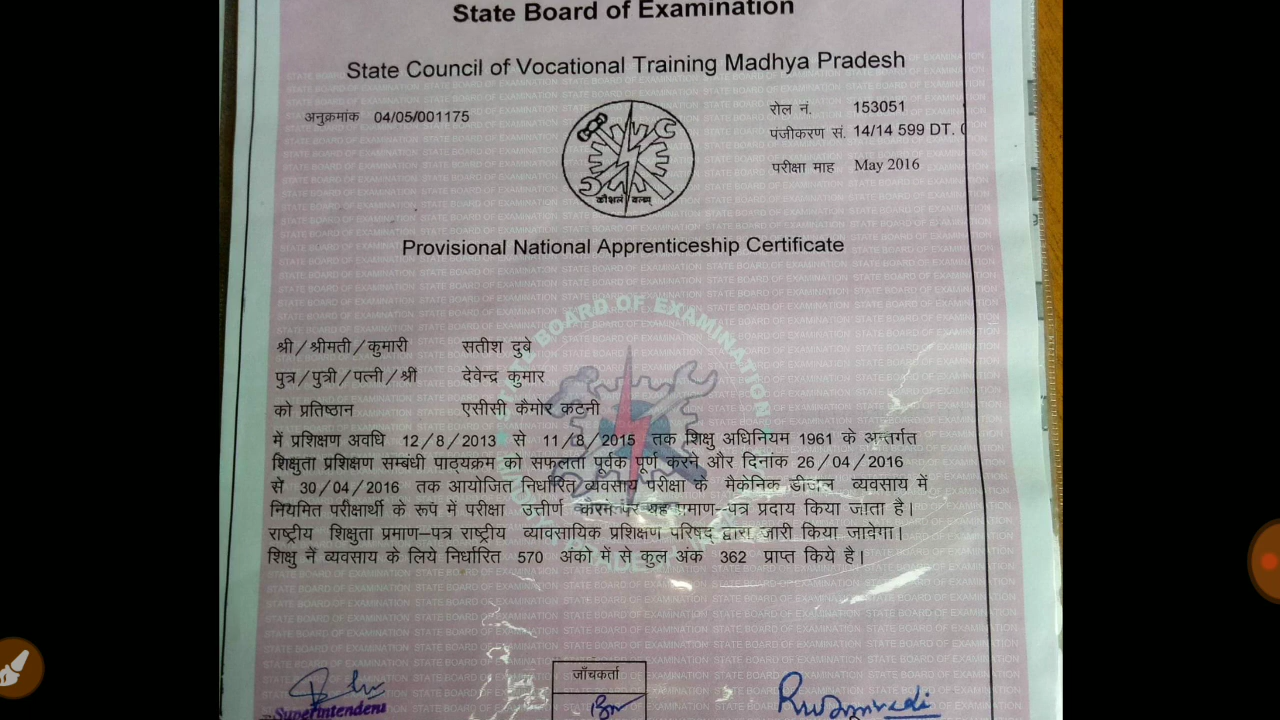 State Board of Examination
State Council of Vocational Training Madhya Pradesh
अनुक्रमांक 04/05/001175
रोल नं. 153051
पंजीकरण सं. 14/14 599 DT.
परीक्षा माह May 2016
कौशलं बलम्
Provisional National Apprenticeship Certificate
श्री/श्रीमती/कुमारी सतीश दुबे
पुत्र/पुत्री/पत्नी/श्री देवेन्द्र कुमार
को प्रतिष्ठान एसीसी कैमोर कटनी
में प्रशिक्षण अवधि 12/8/2013 से 11/8/2015 तक शिक्षु अधिनियम 1961 के अन्तर्गत
शिक्षुता प्रशिक्षण सम्बंधी पाठ्यक्रम को सफलता पूर्वक पूर्ण करने और दिनांक 26/04/2016
से 30/04/2016 तक आयोजित निर्धारित व्यवसाय परीक्षा के मैकेनिक डीजल व्यवसाय में
नियमित परीक्षार्थी के रूप में परीक्षा उत्तीर्ण करने पर यह प्रमाण–पत्र प्रदाय किया जाता है।
राष्ट्रीय शिक्षुता प्रमाण–पत्र राष्ट्रीय व्यावसायिक प्रशिक्षण परिषद द्वारा जारी किया जावेगा।
शिक्षु नें व्यवसाय के लिये निर्धारित 570 अंकों में से कुल अंक 362 प्राप्त किये है।
जाँचकर्ता
Superintendent